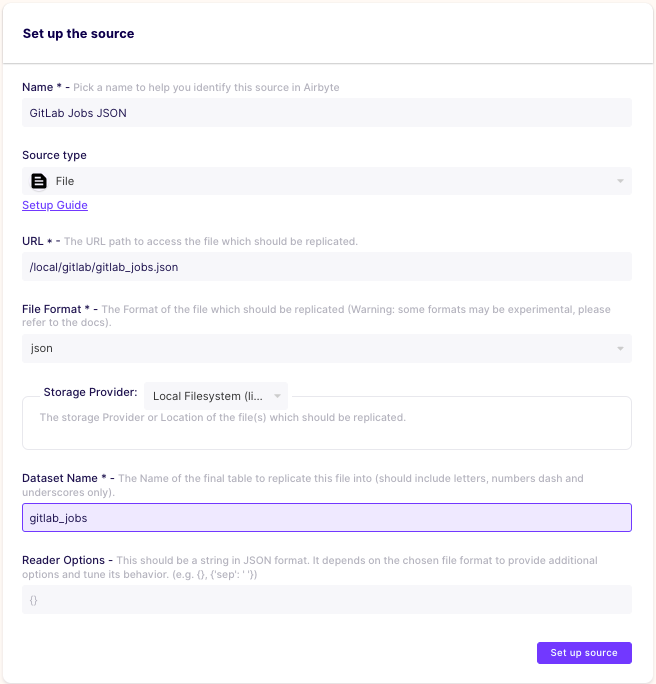 Set up the source
Name * - Pick a name to help you identify this source in Airbyte
GitLab Jobs JSON
Source type
File
Setup Guide
URL * - The URL path to access the file which should be replicated.
/local/gitlab/gitlab_jobs.json
File Format * - The Format of the file which should be replicated (Warning: some formats may be experimental, please
refer to the docs).
json
Storage Provider: Local Filesystem (li...
The storage Provider or Location of the file(s) which should be replicated.
Dataset Name * - The Name of the final table to replicate this file into (should include letters, numbers dash and
underscores only).
gitlab_jobs
Reader Options - This should be a string in JSON format. It depends on the chosen file format to provide additional
options and tune its behavior. (e.g. {}, {'sep': ' '})
{}
Set up source